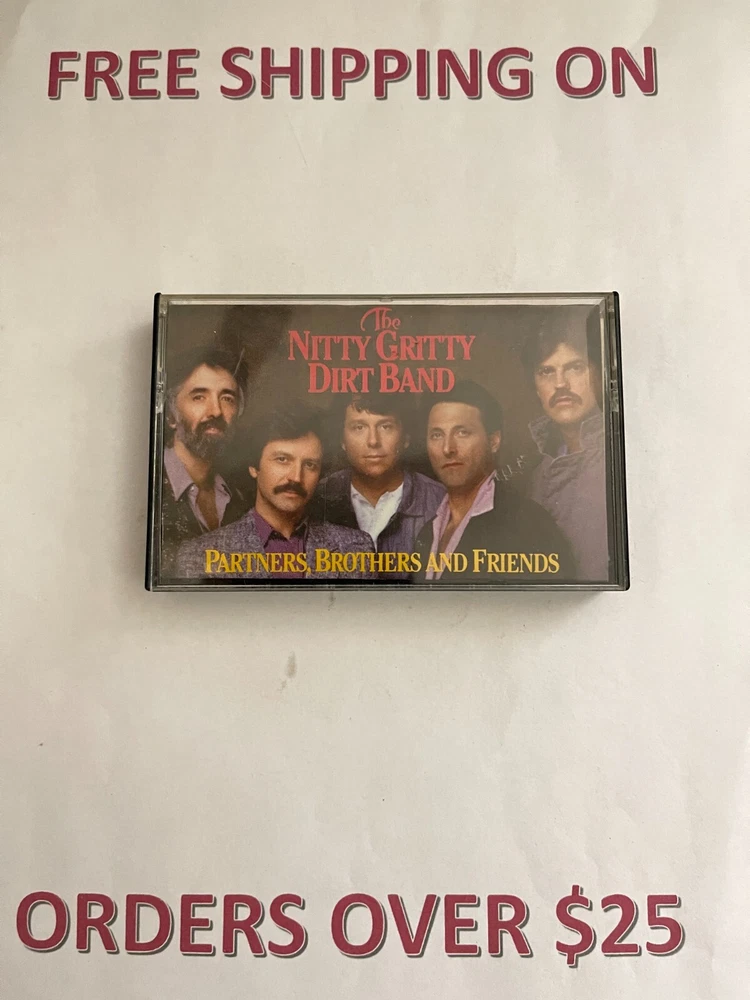 FREE SHIPPING ON
The
NITTY GRITTY
DIRT BAND
PARTNERS, BROTHERS AND FRIENDS
ORDERS OVER $25